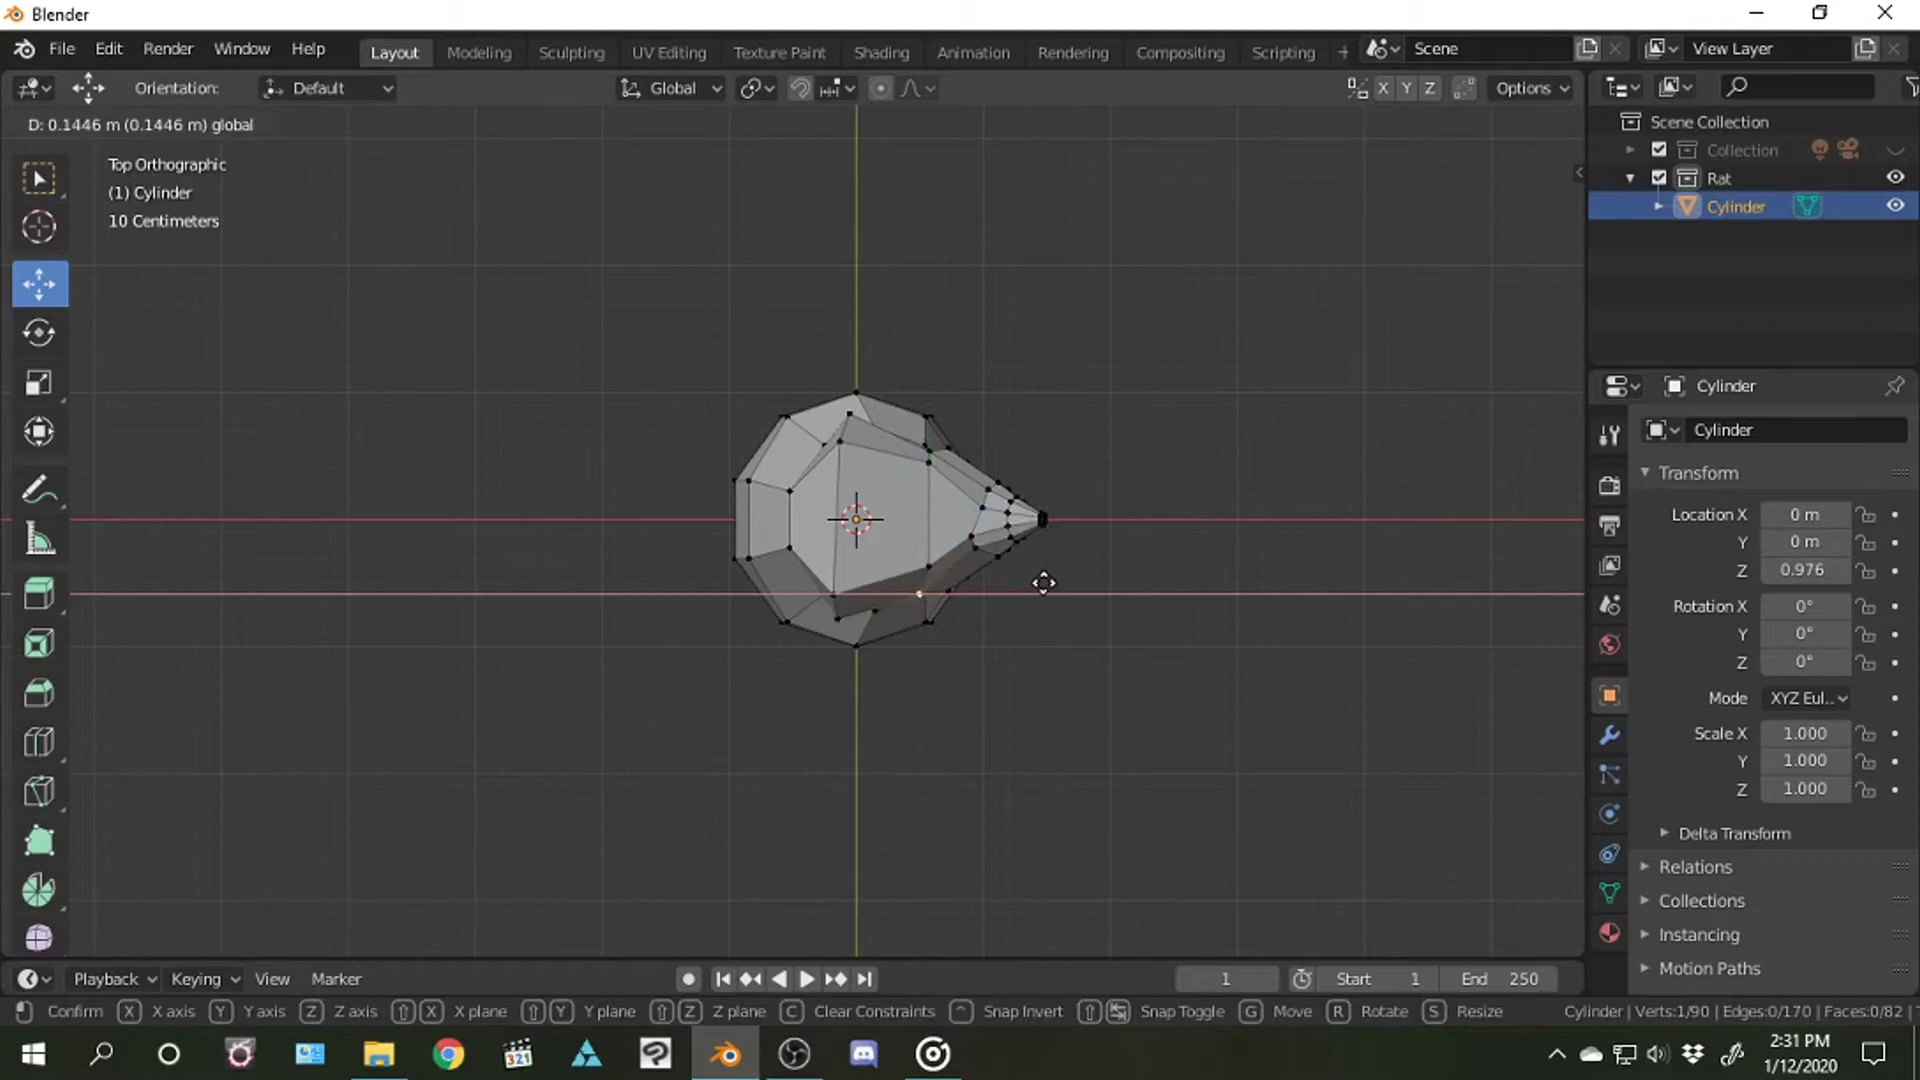 Blender
File Edit Render Window Help Layout Modeling Sculpting UV Editing Texture Paint Shading Animation Rendering Compositing Scripting + Scene View Layer
Orientation: Default Global X Y Z Options
D: 0.1446 m (0.1446 m) global
Top Orthographic
(1) Cylinder
10 Centimeters
Scene Collection
Collection
Rat
Cylinder
Cylinder
Cylinder
Transform
Location X 0 m
Y 0 m
Z 0.976
Rotation X 0°
Y 0°
Z 0°
Mode XYZ Eul..
Scale X 1.000
Y 1.000
Z 1.000
Delta Transform
Relations
Collections
Instancing
Motion Paths
Playback Keying View Marker 1 Start 1 End 250
Confirm X X axis Y Y axis Z Z axis X X plane Y Y plane Z Z plane C Clear Constraints ^ Snap Invert Snap Toggle G Move R Rotate S Resize Cylinder | Verts:1/90 | Edges:0/170 | Faces:0/82 |
321
2:31 PM
1/12/2020